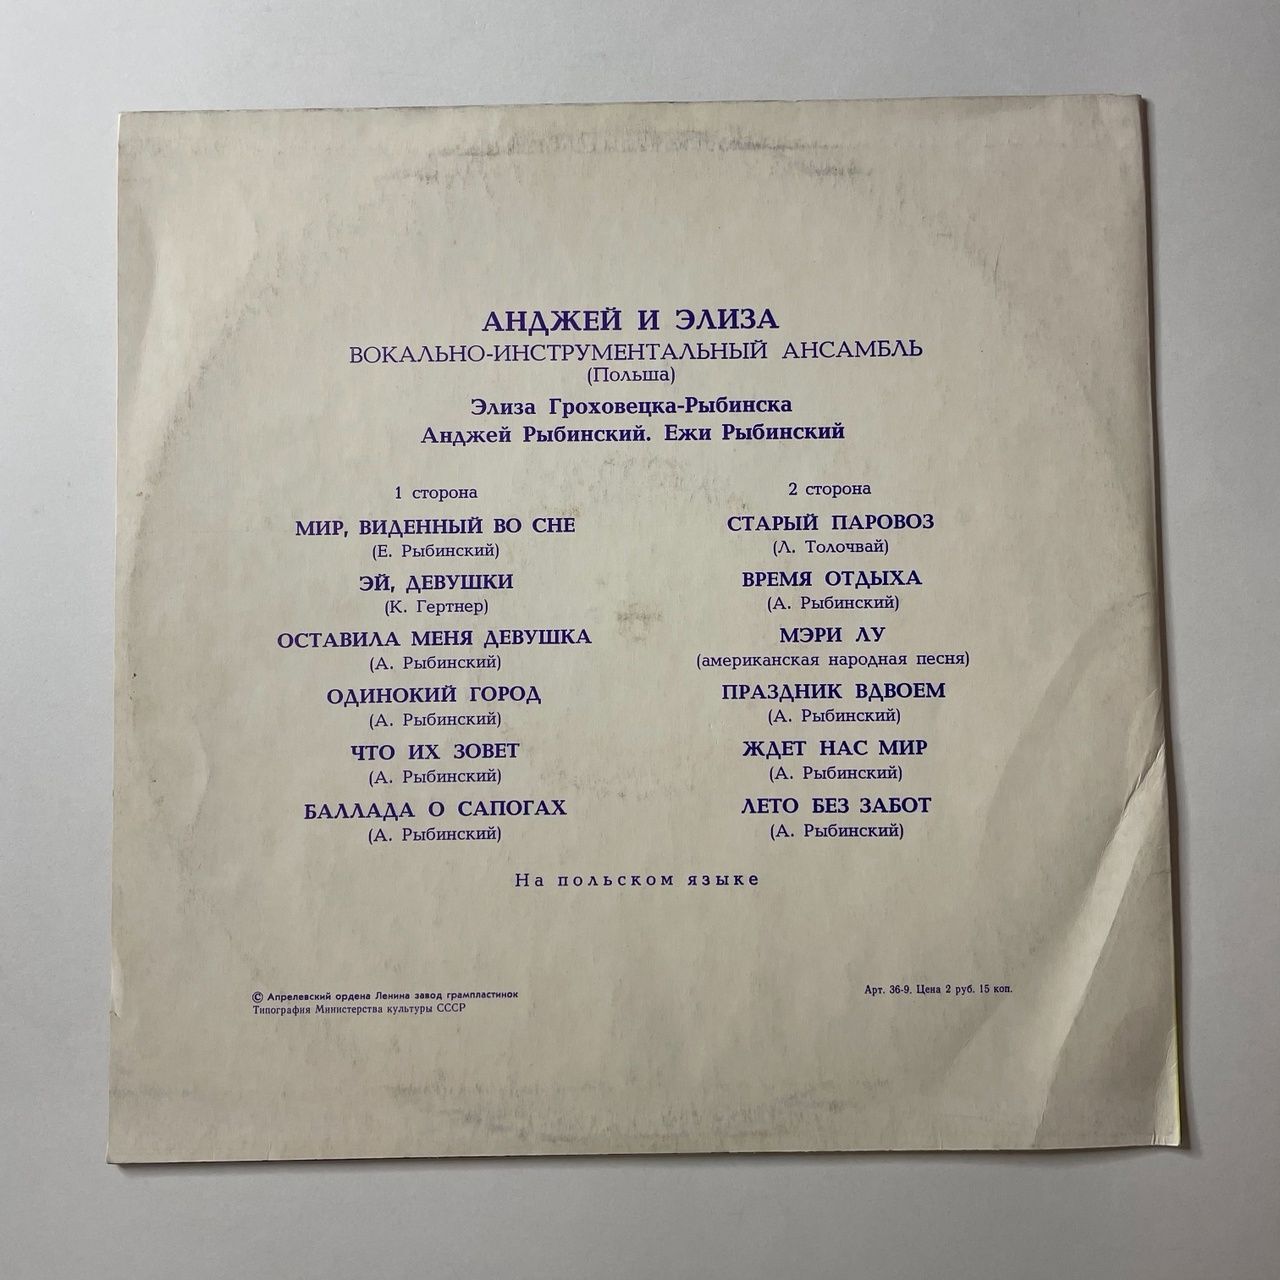 АНДЖЕЙ И ЭЛИЗА
ВОКАЛЬНО-ИНСТРУМЕНТАЛЬНЫЙ АНСАМБЛЬ
(Польша)
Элиза Гроховецка-Рыбинска
Анджей Рыбинский. Ежи Рыбинский
1 сторона
МИР, ВИДЕННЫЙ ВО СНЕ
(Е. Рыбинский)
ЭЙ, ДЕВУШКИ
(К. Гертнер)
ОСТАВИЛА МЕНЯ ДЕВУШКА
(А. Рыбинский)
ОДИНОКИЙ ГОРОД
(А. Рыбинский)
ЧТО ИХ ЗОВЕТ
(А. Рыбинский)
БАЛЛАДА О САПОГАХ
(А. Рыбинский)
2 сторона
СТАРЫЙ ПАРОВОЗ
(Л. Толочвай)
ВРЕМЯ ОТДЫХА
(А. Рыбинский)
МЭРИ ЛУ
(американская народная песня)
ПРАЗДНИК ВДВОЕМ
(А. Рыбинский)
ЖДЕТ НАС МИР
(А. Рыбинский)
ЛЕТО БЕЗ ЗАБОТ
(А. Рыбинский)
На польском языке
© Апрелевский ордена Ленина завод грампластинок
Типография Министерства культуры СССР
Арт. 36-9. Цена 2 руб. 15 коп.